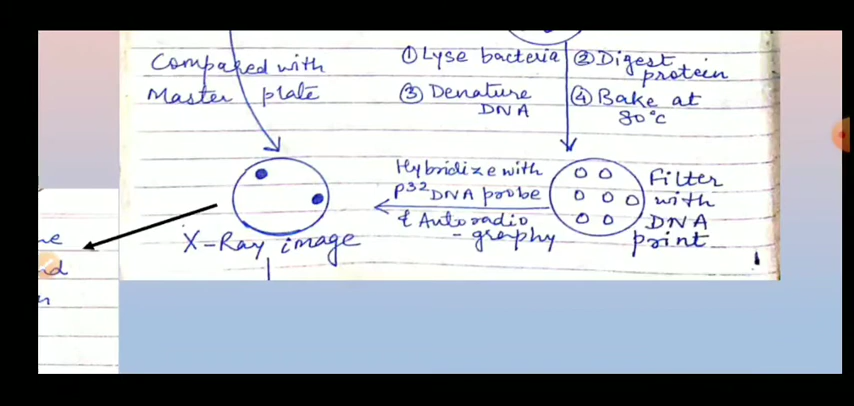 Compared with
Master plate
① Lyse bacteria
② Digest
protein
③ Denature
DNA
④ Bake at
80°c
Hybridize with
P³² DNA probe
& Autoradio
-graphy
Filter
with
DNA
print
X-Ray image